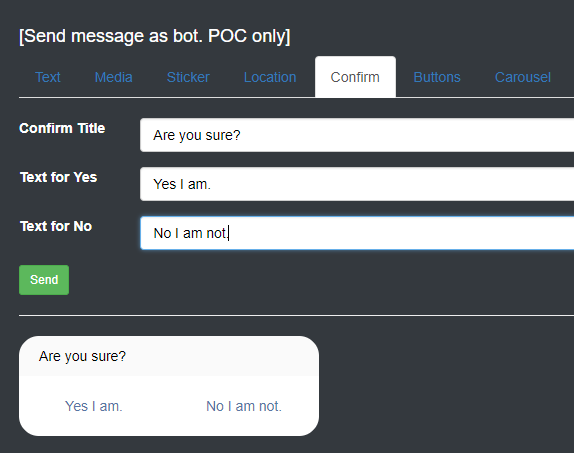 [Send message as bot. POC only]
Text Media Sticker Location Confirm Buttons Carousel
Confirm Title Are you sure?
Text for Yes Yes I am.
Text for No No I am not.
Send
Are you sure?
Yes I am. No I am not.